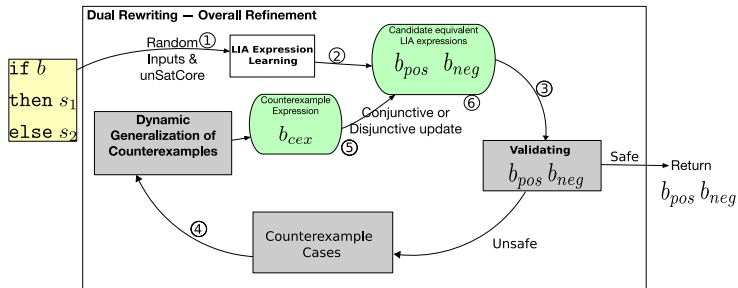 Dual Rewriting — Overall Refinement
if b
then s1
else s2
①
Random
Inputs &
unSatCore
LIA Expression
Learning
②
Candidate equivalent
LIA expressions
bpos bneg
⑥
③
Dynamic
Generalization of
Counterexamples
Counterexample
Expression
bcex
⑤
Conjunctive or
Disjunctive update
Validating
bpos bneg
Safe
Return
bpos bneg
④
Counterexample
Cases
Unsafe